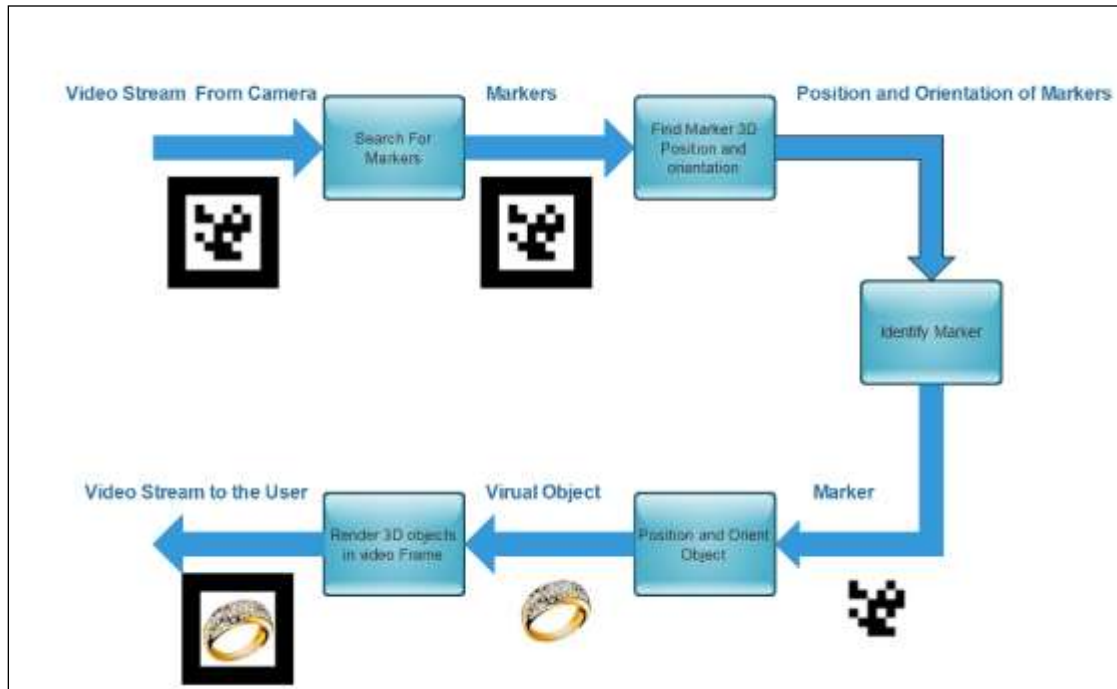 Video Stream From Camera
Search For
Markers
Markers
Find Marker 3D
Position and
orientation
Position and Orientation of Markers
Identify Marker
Marker
Position and Orient
Object
Virual Object
Render 3D objects
in video Frame
Video Stream to the User